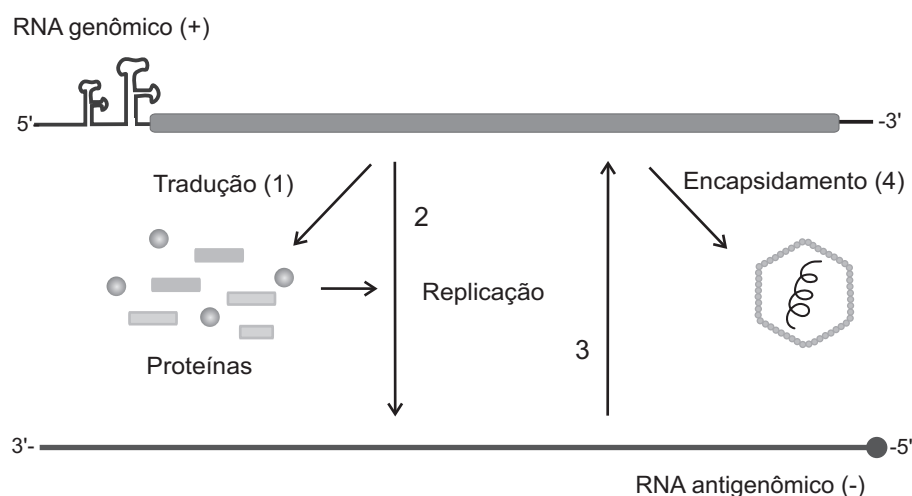 RNA genômico (+)
5'
-3'
Tradução (1)
Encapsidamento (4)
2
Replicação
3
Proteínas
3'-
-5'
RNA antigenômico (-)